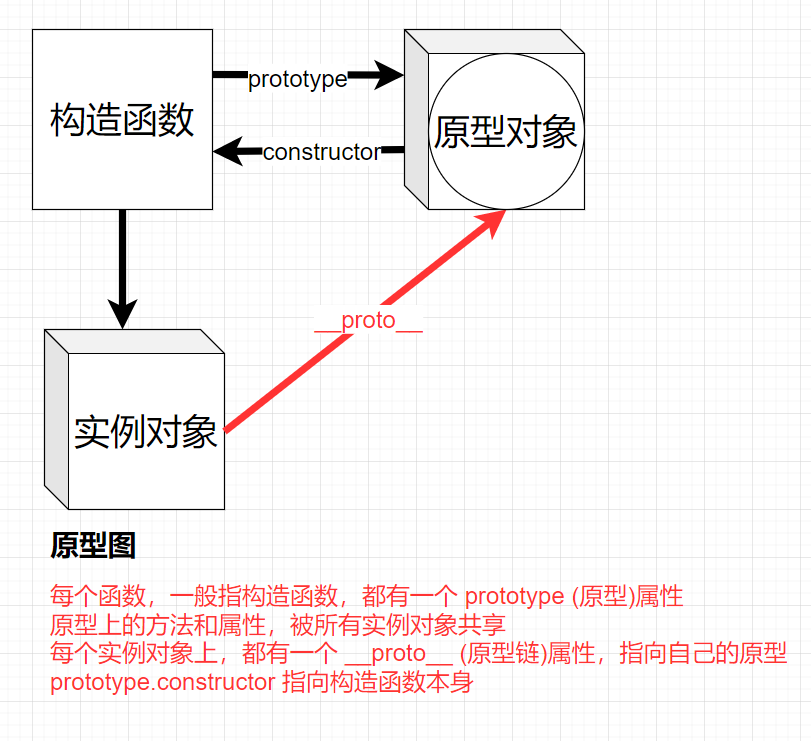 构造函数
prototype
原型对象
constructor
__proto__
实例对象
原型图
每个函数，一般指构造函数，都有一个 prototype (原型)属性
原型上的方法和属性，被所有实例对象共享
每个实例对象上，都有一个 __proto__ (原型链)属性，指向自己的原型
prototype.constructor 指向构造函数本身